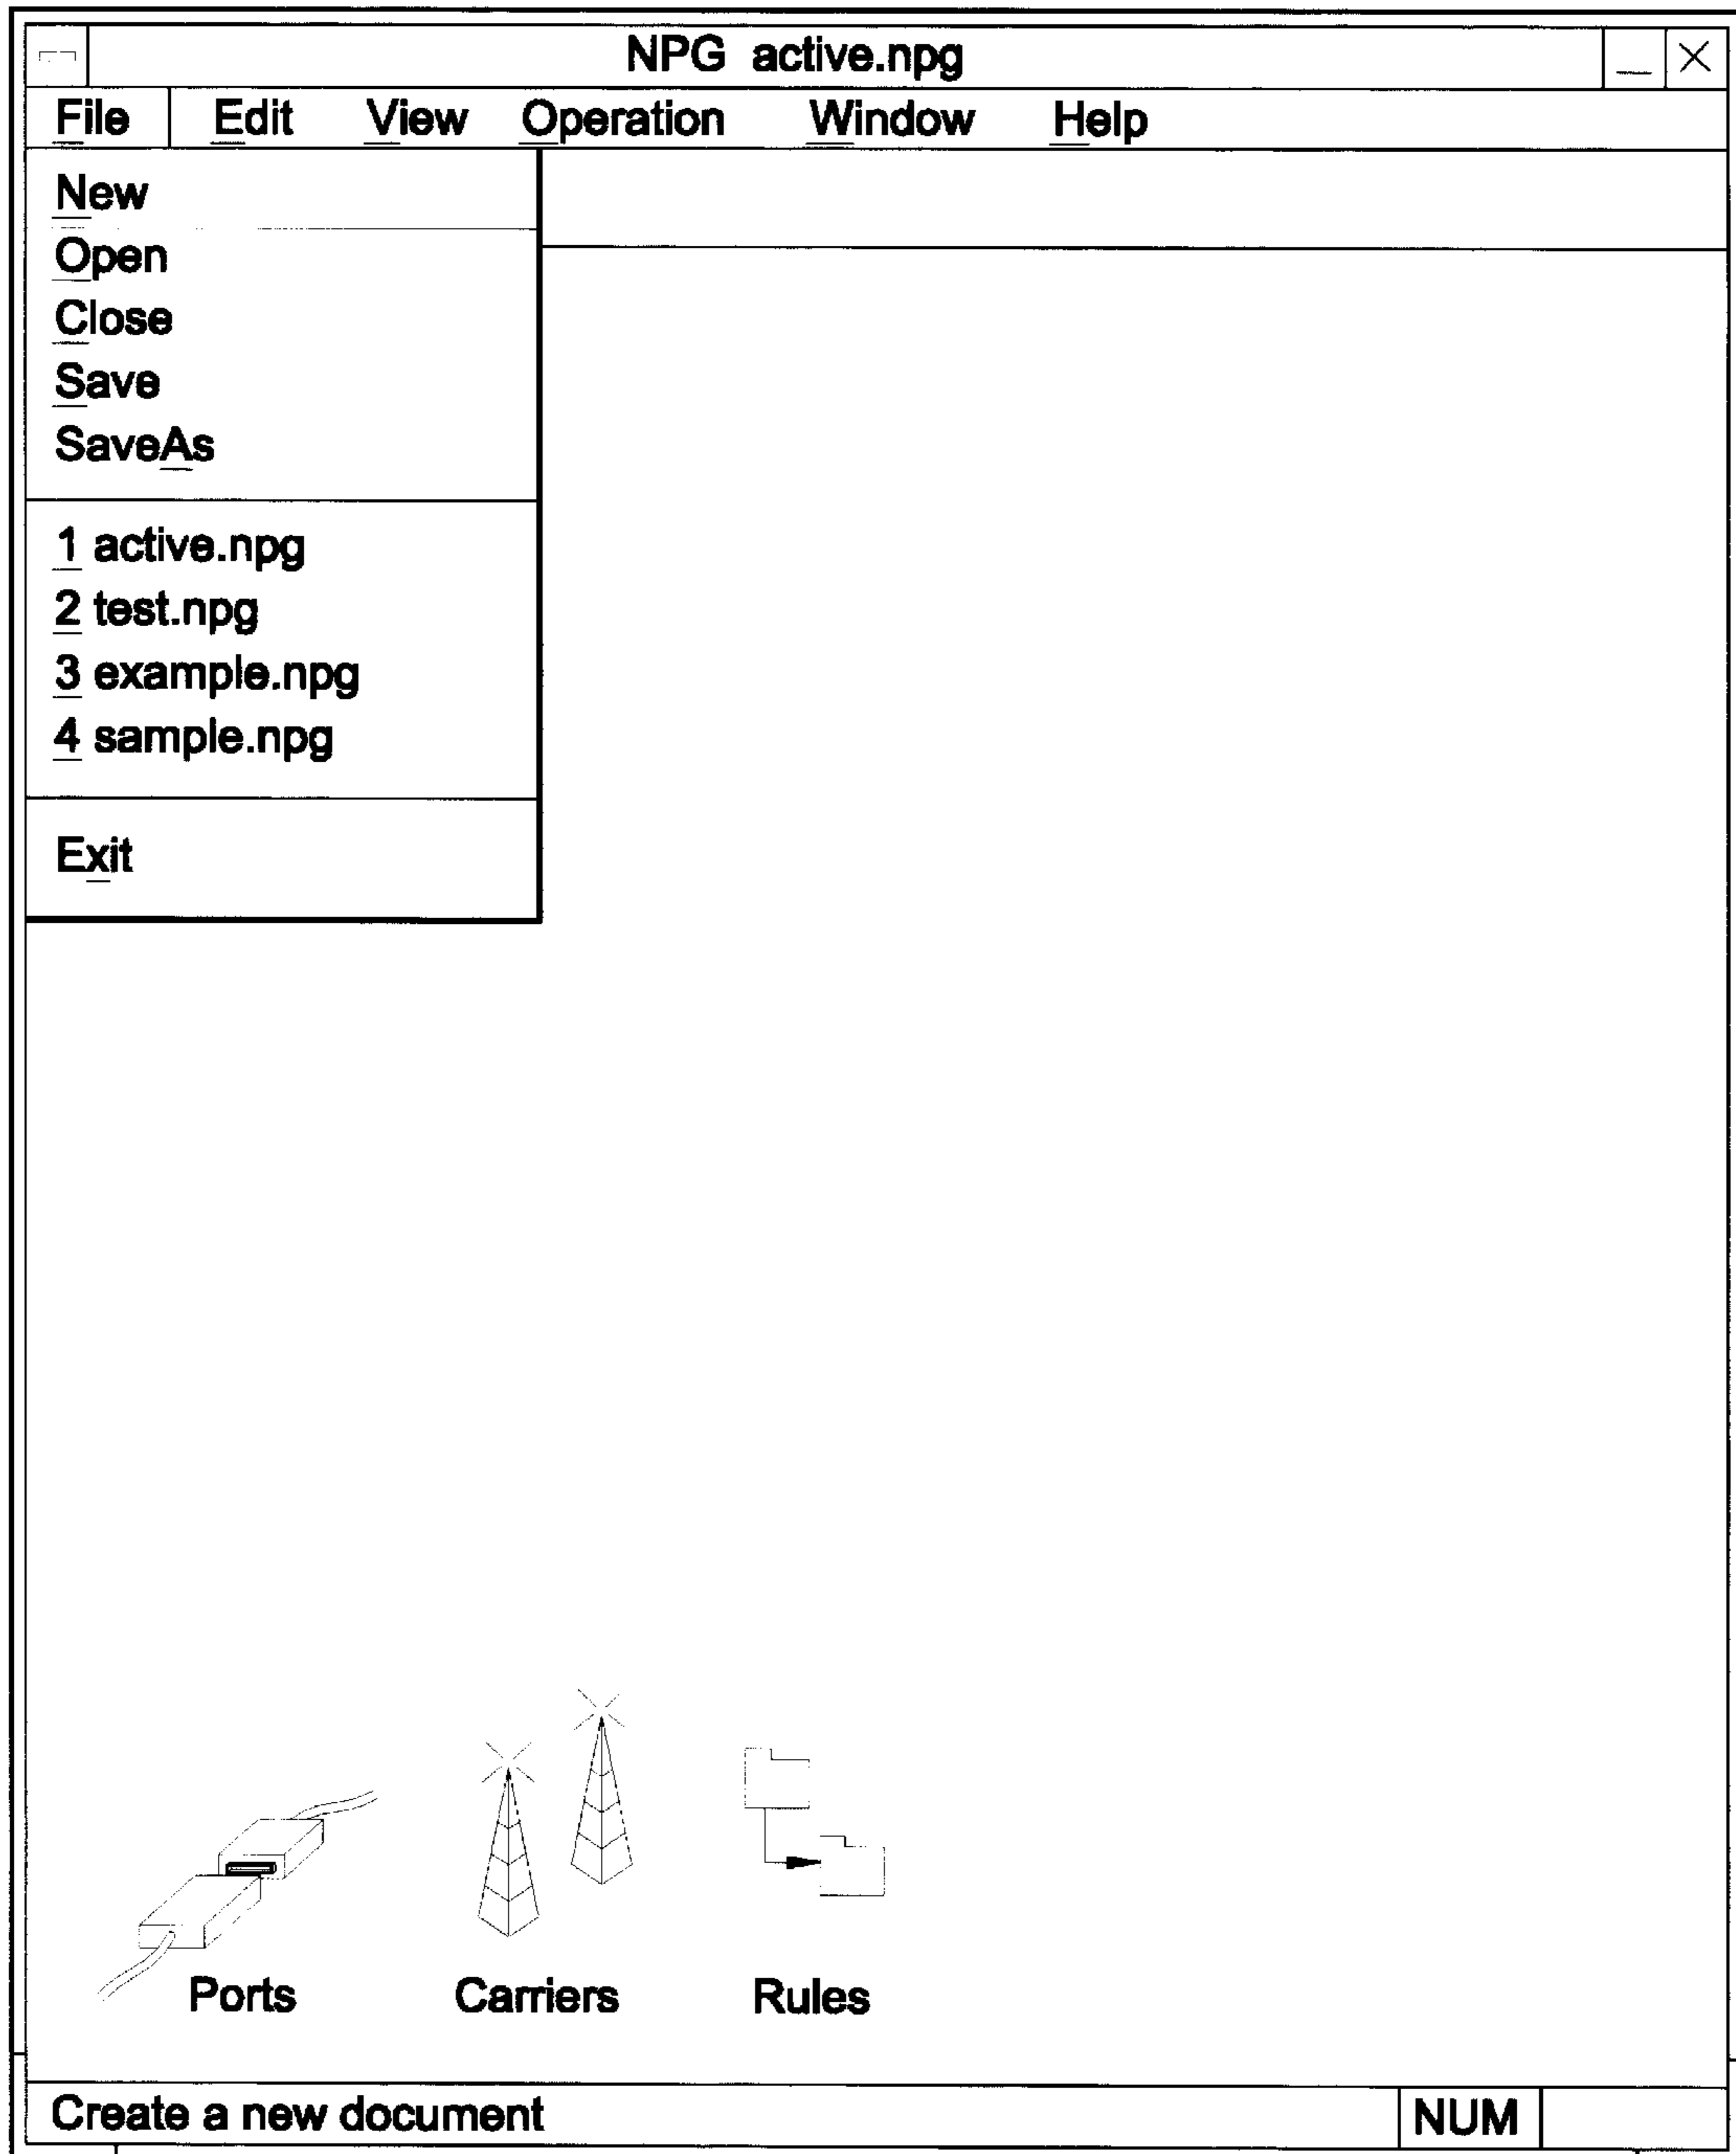 NPG active.npg
File Edit View Operation Window Help
New
Open
Close
Save
SaveAs
1 active.npg
2 test.npg
3 example.npg
4 sample.npg
Exit
Ports Carriers Rules
Create a new document NUM